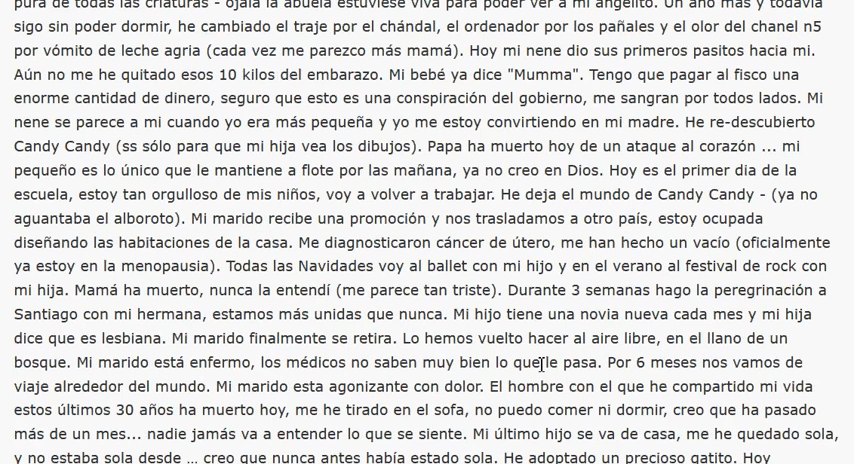 pura de todas las criaturas - ojala la abuela estuviese viva para poder ver a mi angelito. Un año mas y todavía
sigo sin poder dormir, he cambiado el traje por el chándal, el ordenador por los pañales y el olor del chanel n5
por vómito de leche agria (cada vez me parezco más mamá). Hoy mi nene dio sus primeros pasitos hacia mi.
Aún no me he quitado esos 10 kilos del embarazo. Mi bebé ya dice "Mumma". Tengo que pagar al fisco una
enorme cantidad de dinero, seguro que esto es una conspiración del gobierno, me sangran por todos lados. Mi
nene se parece a mi cuando yo era más pequeña y yo me estoy convirtiendo en mi madre. He re-descubierto
Candy Candy (ss sólo para que mi hija vea los dibujos). Papa ha muerto hoy de un ataque al corazón ... mi
pequeño es lo único que le mantiene a flote por las mañana, ya no creo en Dios. Hoy es el primer dia de la
escuela, estoy tan orgulloso de mis niños, voy a volver a trabajar. He deja el mundo de Candy Candy - (ya no
aguantaba el alboroto). Mi marido recibe una promoción y nos trasladamos a otro país, estoy ocupada
diseñando las habitaciones de la casa. Me diagnosticaron cáncer de útero, me han hecho un vacío (oficialmente
ya estoy en la menopausia). Todas las Navidades voy al ballet con mi hijo y en el verano al festival de rock con
mi hija. Mamá ha muerto, nunca la entendí (me parece tan triste). Durante 3 semanas hago la peregrinación a
Santiago con mi hermana, estamos más unidas que nunca. Mi hijo tiene una novia nueva cada mes y mi hija
dice que es lesbiana. Mi marido finalmente se retira. Lo hemos vuelto hacer al aire libre, en el llano de un
bosque. Mi marido está enfermo, los médicos no saben muy bien lo que le pasa. Por 6 meses nos vamos de
viaje alrededor del mundo. Mi marido esta agonizante con dolor. El hombre con el que he compartido mi vida
estos últimos 30 años ha muerto hoy, me he tirado en el sofa, no puedo comer ni dormir, creo que ha pasado
más de un mes... nadie jamás va a entender lo que se siente. Mi último hijo se va de casa, me he quedado sola,
y no estaba sola desde ... creo que nunca antes había estado sola. He adoptado un precioso gatito. Hoy